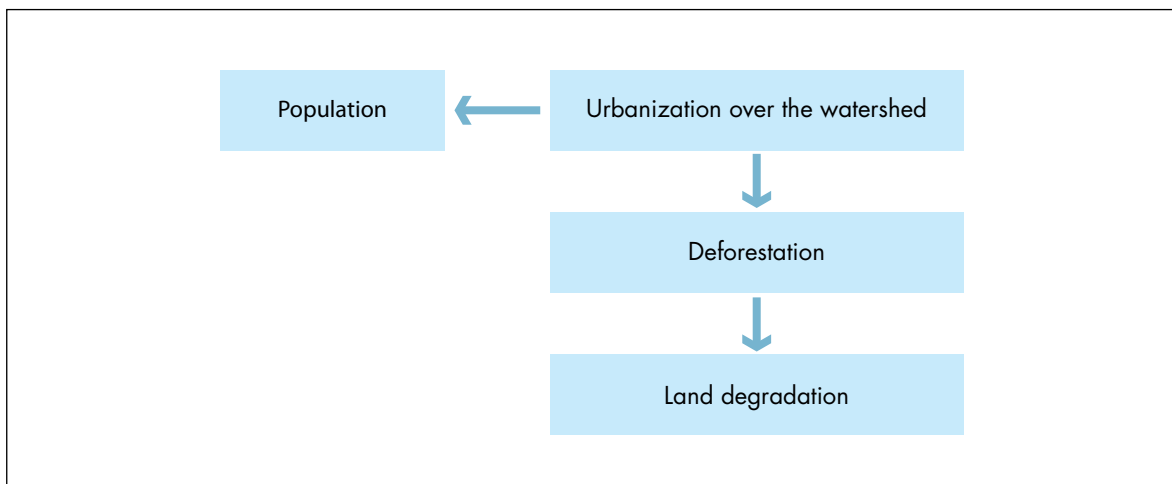 Population
Urbanization over the watershed
Deforestation
Land degradation